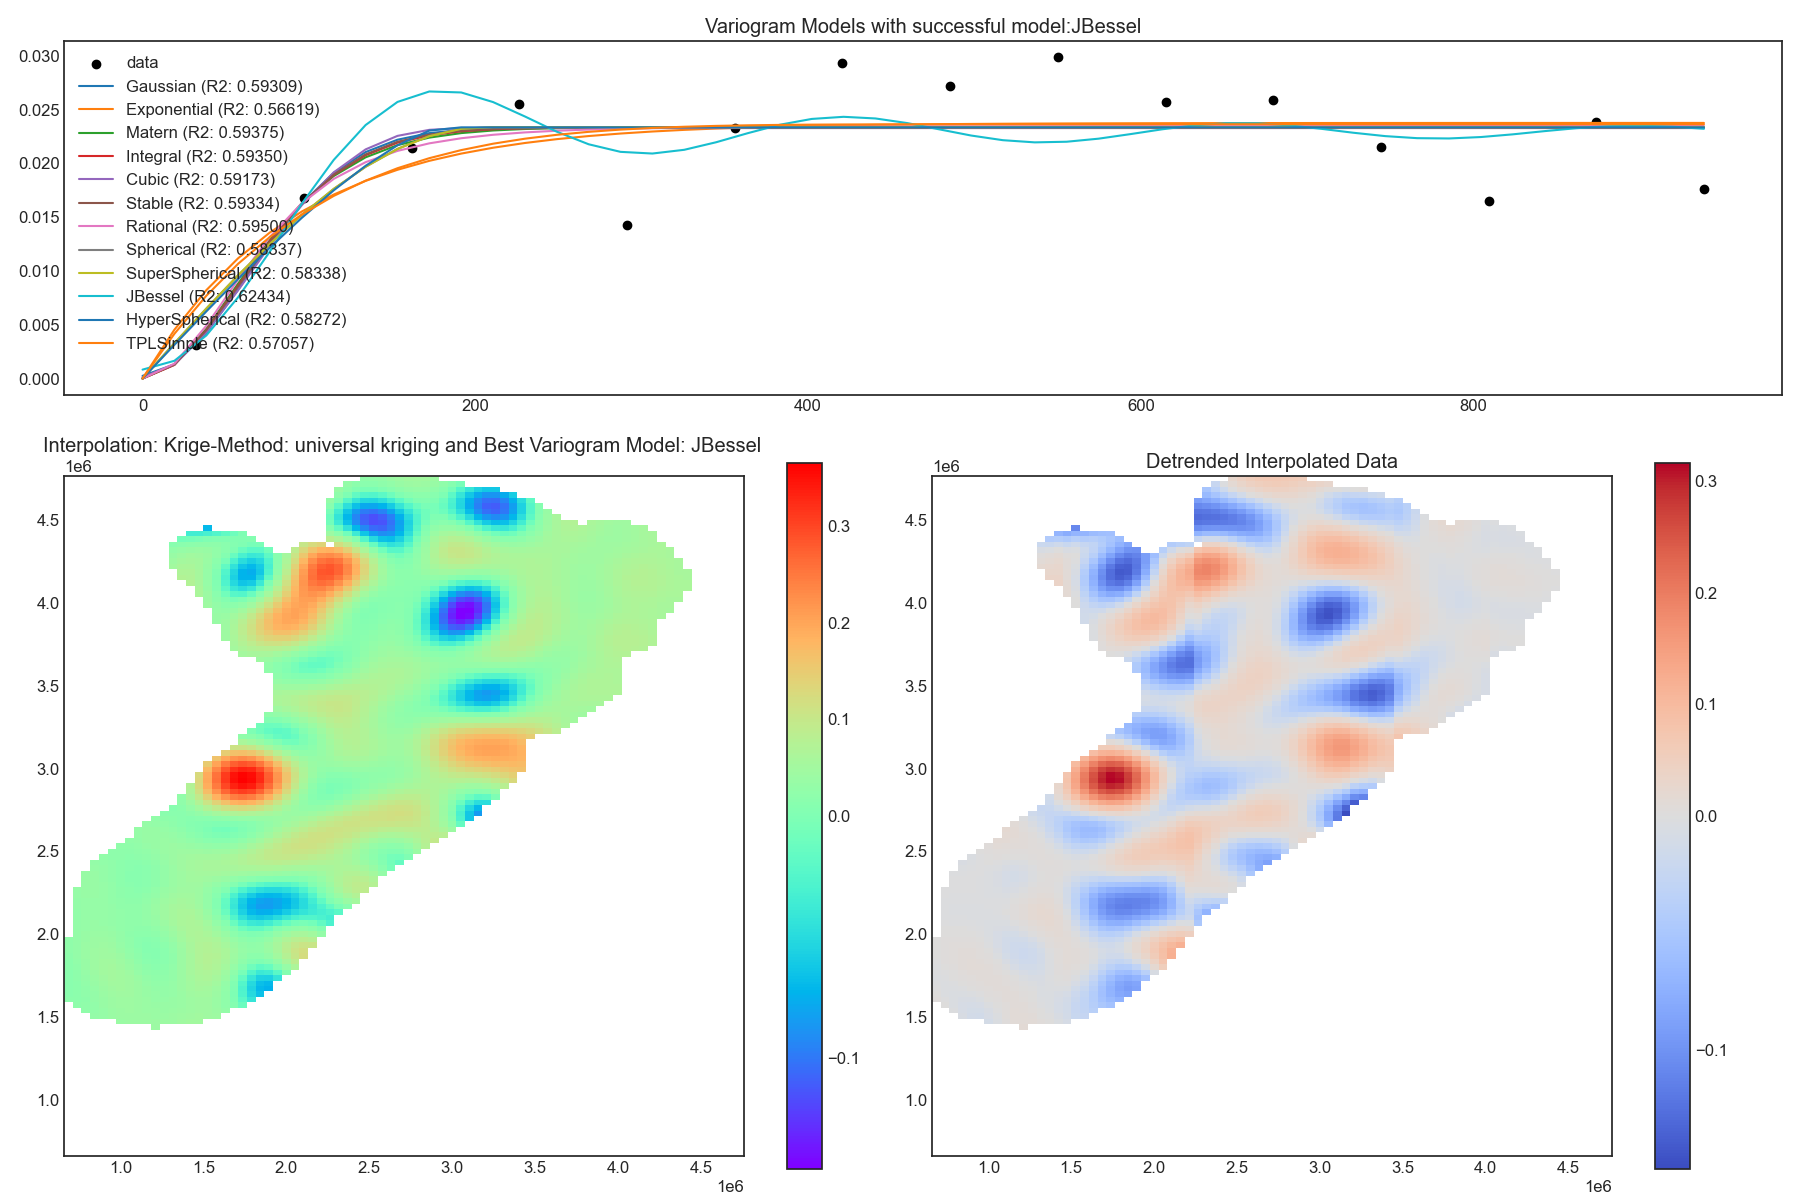 Variogram Models with successful model:JBessel
0.030
0.025
0.020
0.015
0.010
0.005
0.000
data
Gaussian (R2: 0.59309)
Exponential (R2: 0.56619)
Matern (R2: 0.59375)
Integral (R2: 0.59350)
Cubic (R2: 0.59173)
Stable (R2: 0.59334)
Rational (R2: 0.59500)
Spherical (R2: 0.58337)
SuperSpherical (R2: 0.58338)
JBessel (R2: 0.62434)
HyperSpherical (R2: 0.58272)
TPLSimple (R2: 0.57057)
0 200 400 600 800
Interpolation: Krige-Method: universal kriging and Best Variogram Model: JBessel
1e6
4.5
4.0
3.5
3.0
2.5
2.0
1.5
1.0
1.0 1.5 2.0 2.5 3.0 3.5 4.0 4.5
1e6
0.3
0.2
0.1
0.0
−0.1
Detrended Interpolated Data
1e6
4.5
4.0
3.5
3.0
2.5
2.0
1.5
1.0
1.0 1.5 2.0 2.5 3.0 3.5 4.0 4.5
1e6
0.3
0.2
0.1
0.0
−0.1